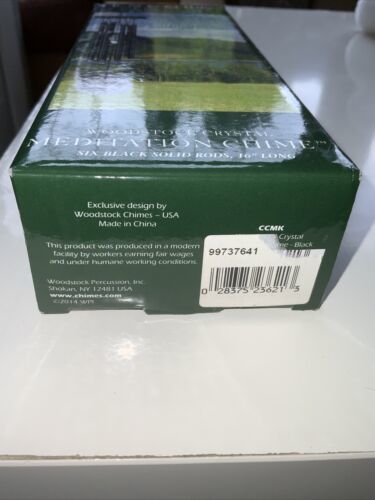 WOODSTOCK CRYSTAL
MEDITATION CHIME™
SIX BLACK SOLID RODS, 16" LONG
Exclusive design by
Woodstock Chimes - USA
Made in China
This product was produced in a modern
facility by workers earning fair wages
and under humane working conditions.
Woodstock Percussion, Inc.
Shokan, NY 12481 USA
www.chimes.com
©2014 WPI
CCMK
Crystal
me - Black
99737641
0 28375 23621 3